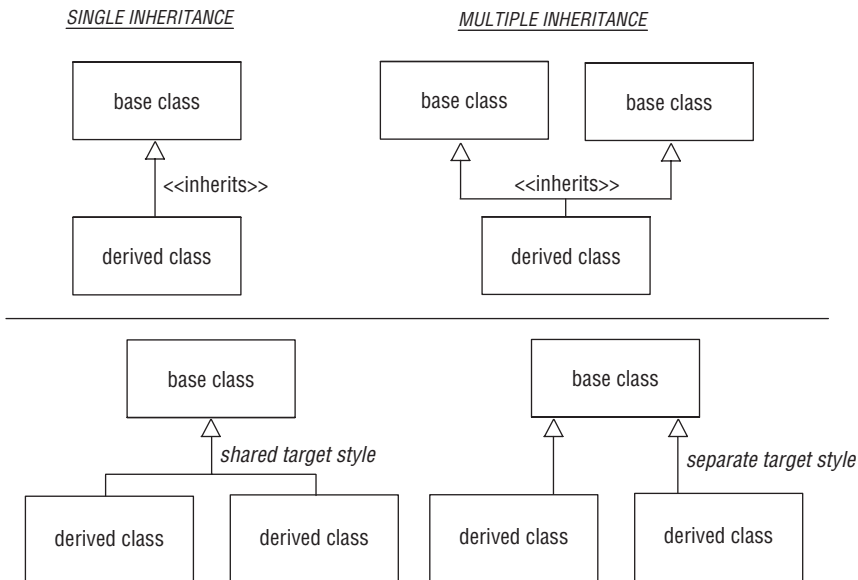 SINGLE INHERITANCE
MULTIPLE INHERITANCE
base class
base class
base class
<<inherits>>
<<inherits>>
derived class
derived class
base class
base class
shared target style
separate target style
derived class
derived class
derived class
derived class